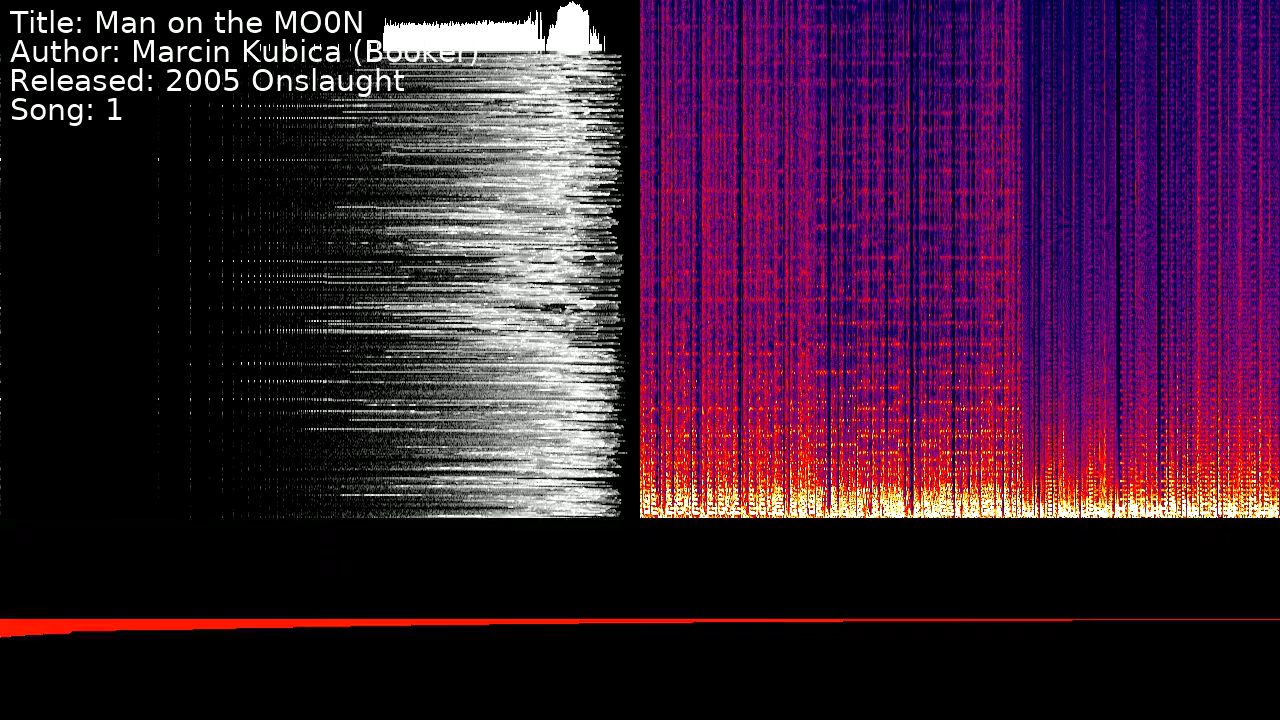 Title: Man on the MO0N
Author: Marcin Kubica (Booker)
Released: 2005 Onslaught
Song: 1